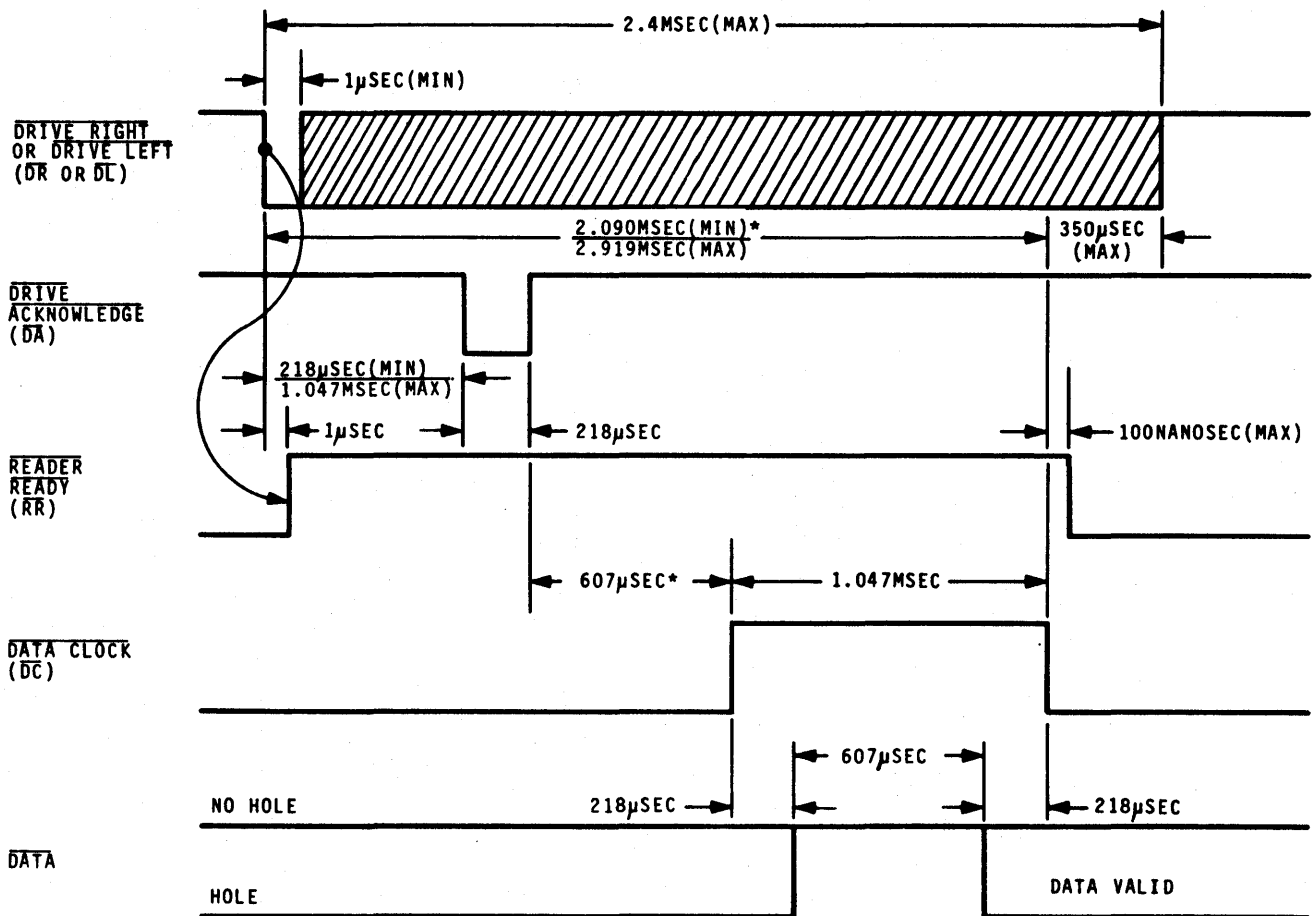 2.4MSEC(MAX)
1μSEC(MIN)
DRIVE RIGHT
OR DRIVE LEFT
(DR OR DL)
2.090MSEC(MIN)*
2.919MSEC(MAX)
350μSEC
(MAX)
DRIVE
ACKNOWLEDGE
(DA)
218μSEC(MIN)
1.047MSEC(MAX)
1μSEC
218μSEC
100NANOSEC(MAX)
READER
READY
(RR)
607μSEC*
1.047MSEC
DATA CLOCK
(DC)
607μSEC
NO HOLE
218μSEC
218μSEC
DATA
HOLE
DATA VALID